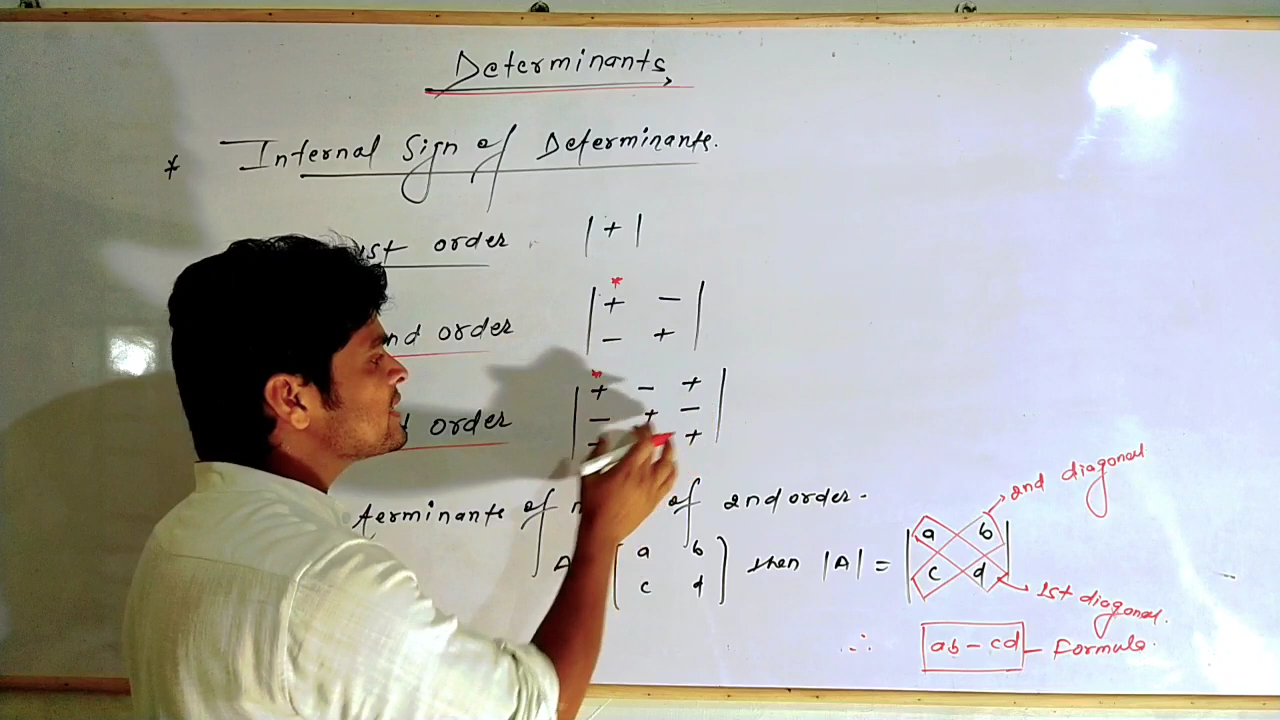 Determinants
* Internal Sign of Determinants.
1st order | + |
nd order | + - |
| - + |
order | + - + |
| - + - |
+
terminants of of 2nd order.
A [ a b ] then |A| = | a b | 2nd diagonal
[ c d ] | c d | 1st diagonal.
∴ ab - cd - Formula.